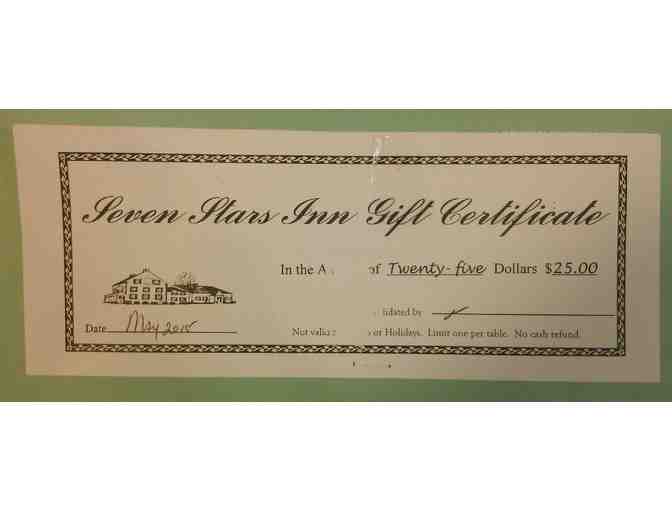 Seven Stars Inn Gift Certificate
In the A of Twenty-five Dollars $25.00
lidated by
Date May 2015
Not valid or Holidays. Limit one per table. No cash refund.